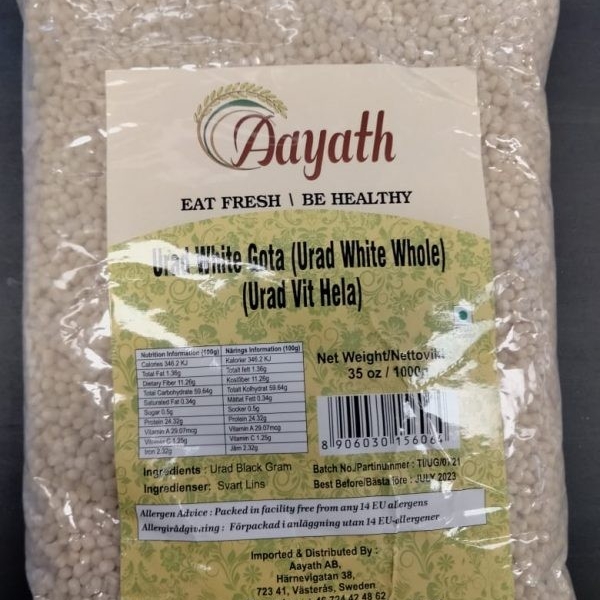 Aayath
EAT FRESH \ BE HEALTHY
Urad White Gota (Urad White Whole)
(Urad Vit Hela)
Nutrition Information (100g) Närings Information (100g)
Calories 346.2 KJ Kalorier 346.2 KJ
Total Fat 1.36g Totalt fett 1.36g
Dietary Fiber 11.26g Kostfiber 11.26g
Total Carbohydrate 59.64g Totalt Kolhydrat 59.64g
Saturated Fat 0.34g Mättat Fett 0.34g
Sugar 0.5g Socker 0.5g
Protein 24.32g Protein 24.32g
Vitamin A 29.07mcg Vitamin A 29.07mcg
Vitamin C 1.25g Vitamin C 1.25g
Iron 2.32g Järn 2.32g
Net Weight/Nettovikt
35 oz / 1000g
8 906030 15606
Ingredients : Urad Black Gram
Ingredienser: Svart Lins
Batch No./Partinummer :
Best Before/Bästa före : JULY 2023
Allergen Advice : Packed in facility free from any 14 EU allergens
Allergirådgivning : Förpackad i anläggning utan 14 EU-allergener
Imported & Distributed By :
Aayath AB,
Härnevigatan 38,
723 41, Västerås, Sweden
724 42 48 62